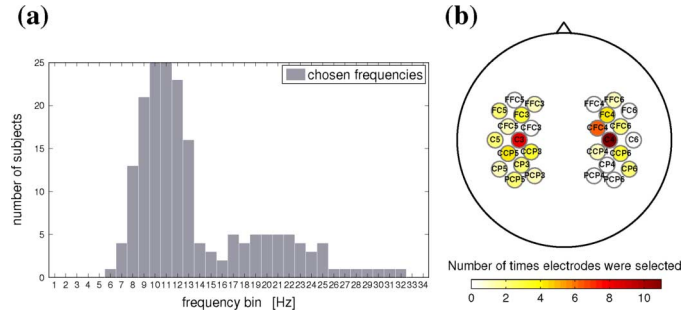 (a)
(b)
25
20
15
10
5
0
number of subjects
chosen frequencies
1 2 3 4 5 6 7 8 9 10 11 12 13 14 15 16 17 18 19 20 21 22 23 24 25 26 27 28 29 30 31 32 33 34
frequency bin [Hz]
FFC5 FFC3 FFC4 FFC6
FC5 FC3 FC4 FC6
CFC5 CFC3 CFC4 CFC6
C5 C3 C4 C6
CCP5 CCP3 CCP4 CCP6
CP5 CP3 CP4 CP6
PCP5 PCP3 PCP4 PCP6
Number of times electrodes were selected
0 2 4 6 8 10